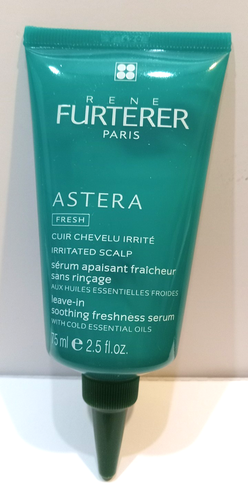 RENE
FURTERER
PARIS
ASTERA
FRESH
CUIR CHEVELU IRRITÉ
IRRITATED SCALP
sérum apaisant fraîcheur
sans rinçage
AUX HUILES ESSENTIELLES FROIDES
leave-in
soothing freshness serum
WITH COLD ESSENTIAL OILS
75 ml e 2.5 fl.oz.